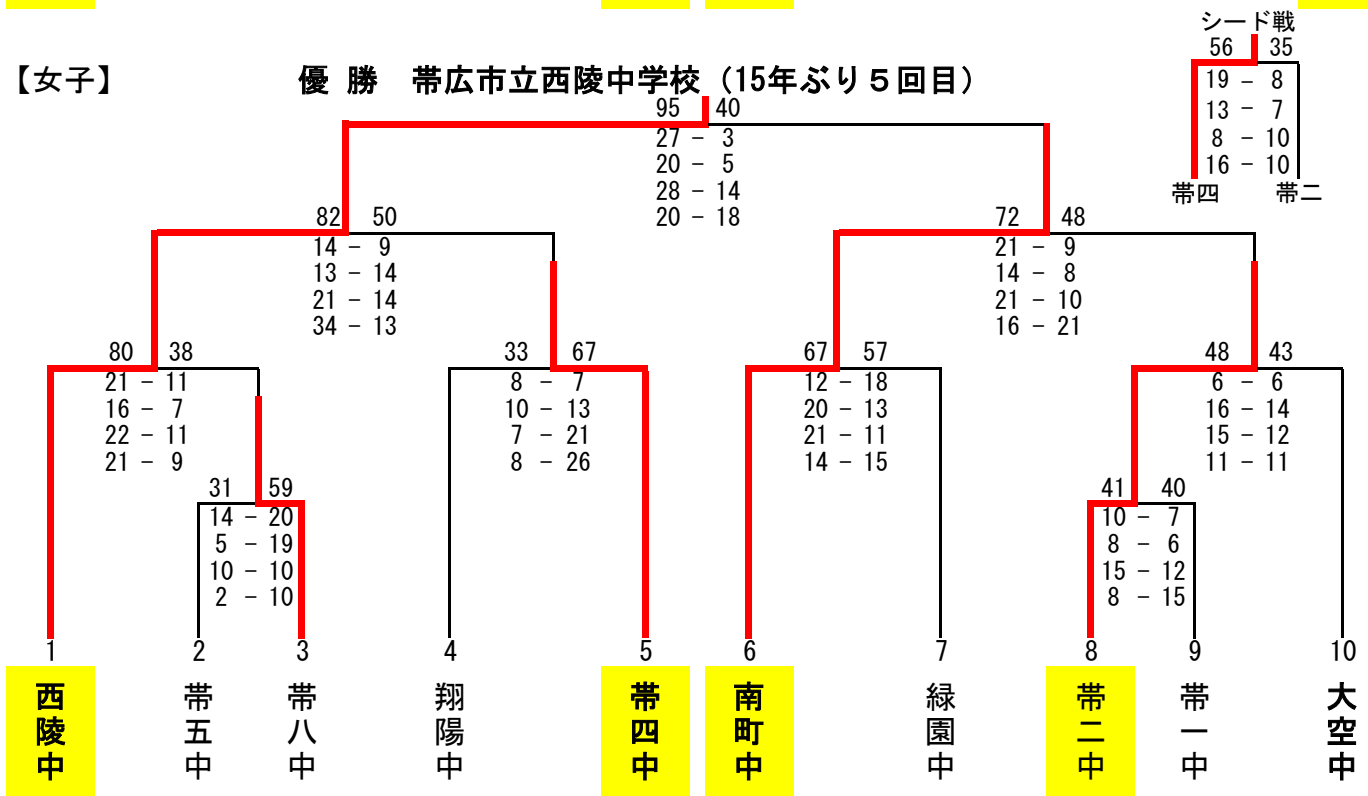 シード戦
56 35
19 － 8
13 － 7
8 － 10
16 － 10
帯四 帯二
【女子】 優 勝 帯広市立西陵中学校（15年ぶり５回目）
95 40
27 － 3
20 － 5
28 － 14
20 － 18
82 50
14 － 9
13 － 14
21 － 14
34 － 13
72 48
21 － 9
14 － 8
21 － 10
16 － 21
80 38
21 － 11
16 － 7
22 － 11
21 － 9
33 67
8 － 7
10 － 13
7 － 21
8 － 26
67 57
12 － 18
20 － 13
21 － 11
14 － 15
48 43
6 － 6
16 － 14
15 － 12
11 － 11
31 59
14 － 20
5 － 19
10 － 10
2 － 10
41 40
10 － 7
8 － 6
15 － 12
8 － 15
1 2 3 4 5 6 7 8 9 10
西陵中
帯五中
帯八中
翔陽中
帯四中
南町中
緑園中
帯二中
帯一中
大空中